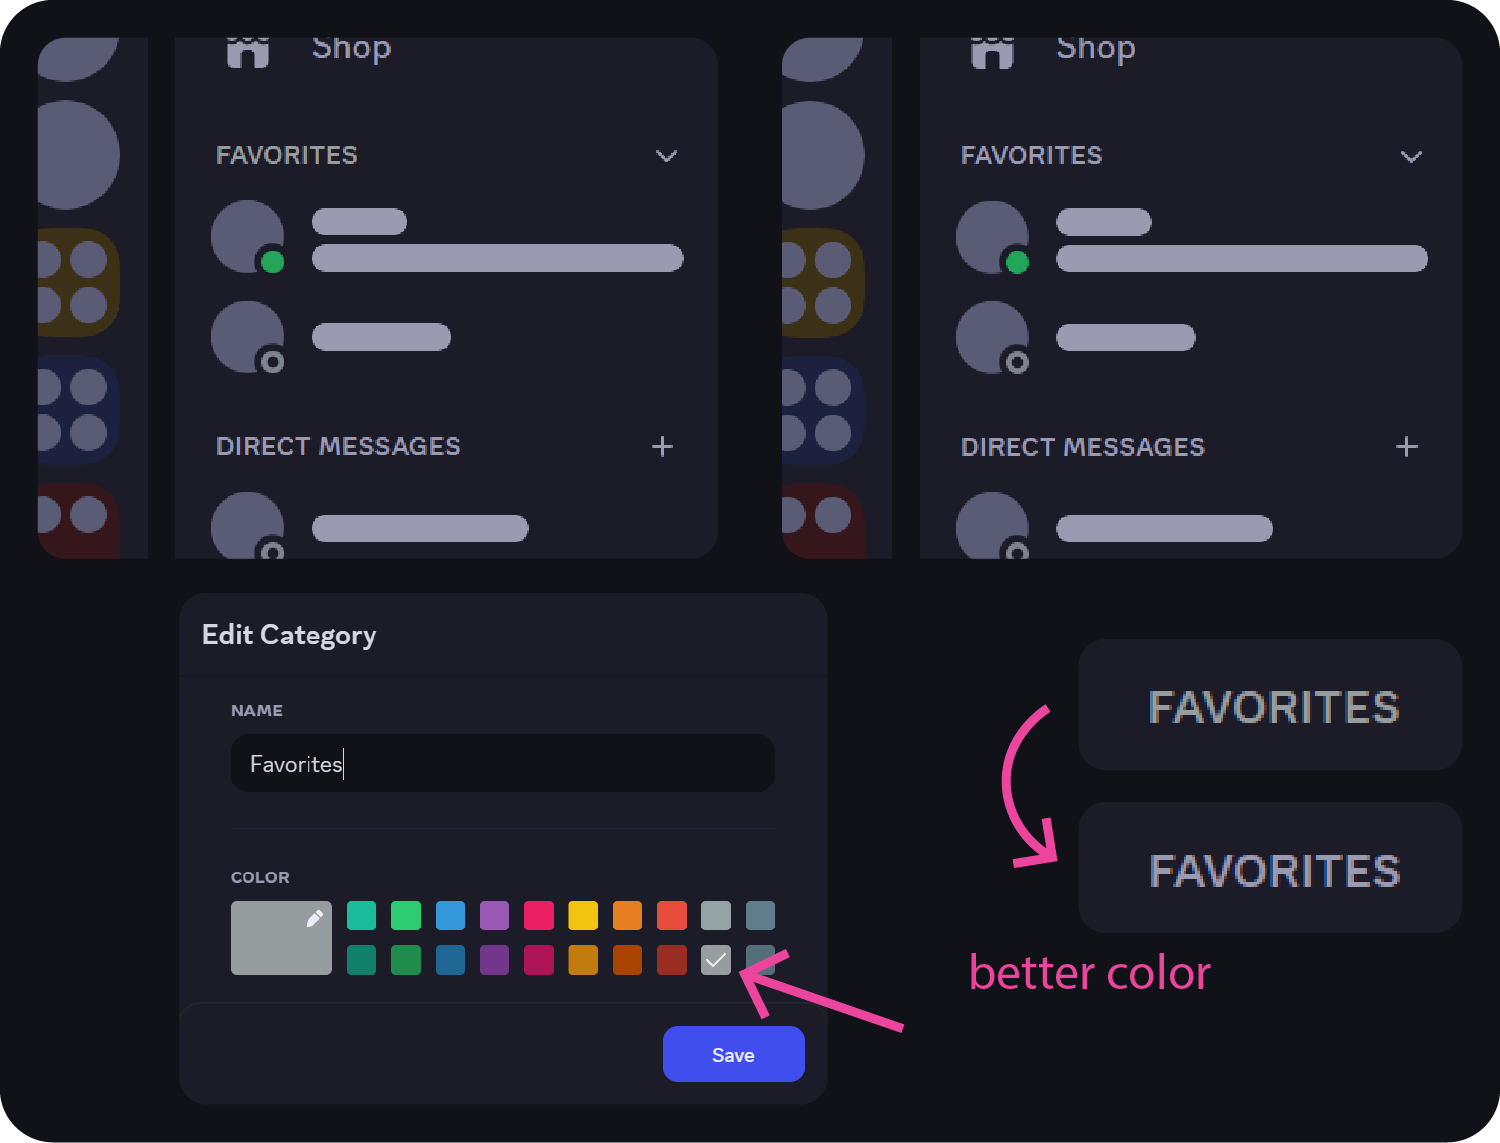 Shop
FAVORITES
DIRECT MESSAGES
Shop
FAVORITES
DIRECT MESSAGES
Edit Category
NAME
Favorites
COLOR
Save
FAVORITES
FAVORITES
better color